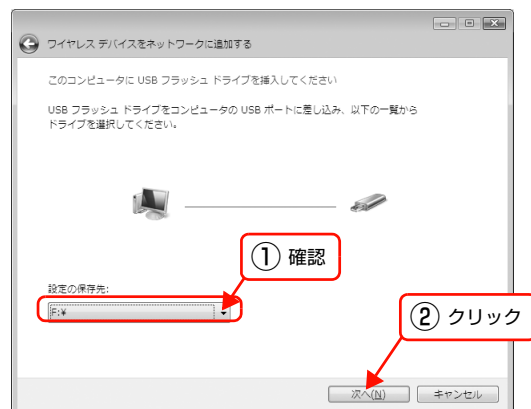 ワイヤレス デバイスをネットワークに追加する
このコンピュータに USB フラッシュ ドライブを挿入してください
USB フラッシュ ドライブをコンピュータの USB ポートに差し込み、以下の一覧から
ドライブを選択してください。
① 確認
設定の保存先:
F:¥
② クリック
次へ(N)
キャンセル